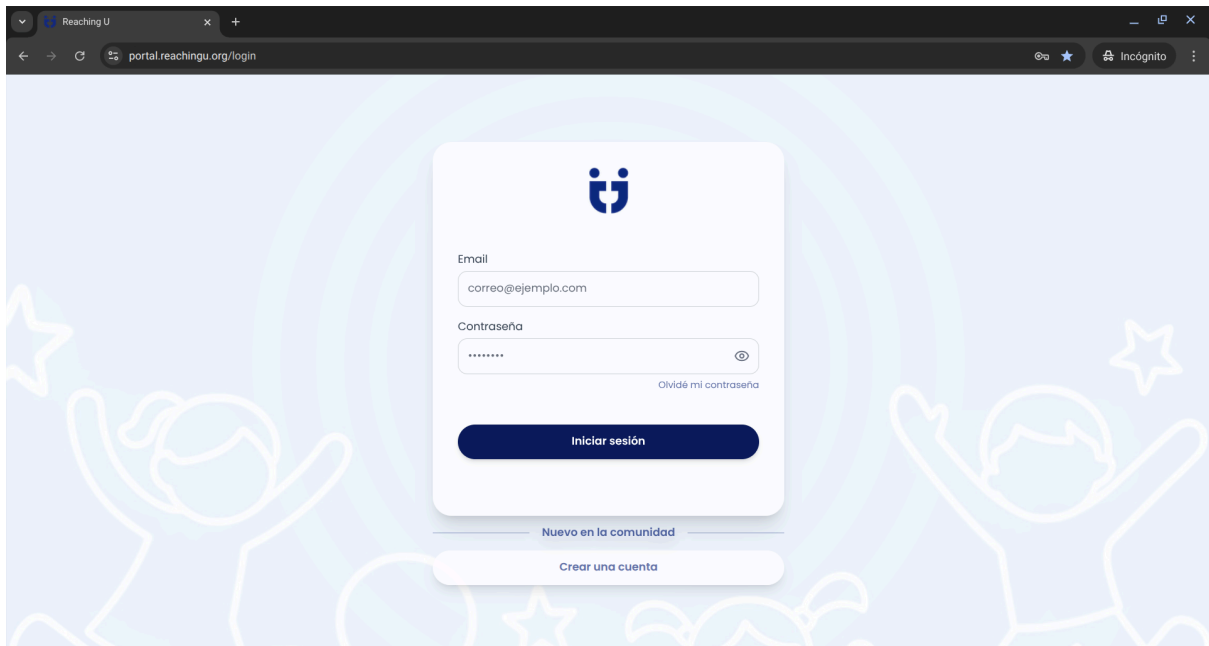 Reaching U
portal.reachingu.org/login
Incógnito
Email
correo@ejemplo.com
Contraseña
••••••••
Olvidé mi contraseña
Iniciar sesión
Nuevo en la comunidad
Crear una cuenta